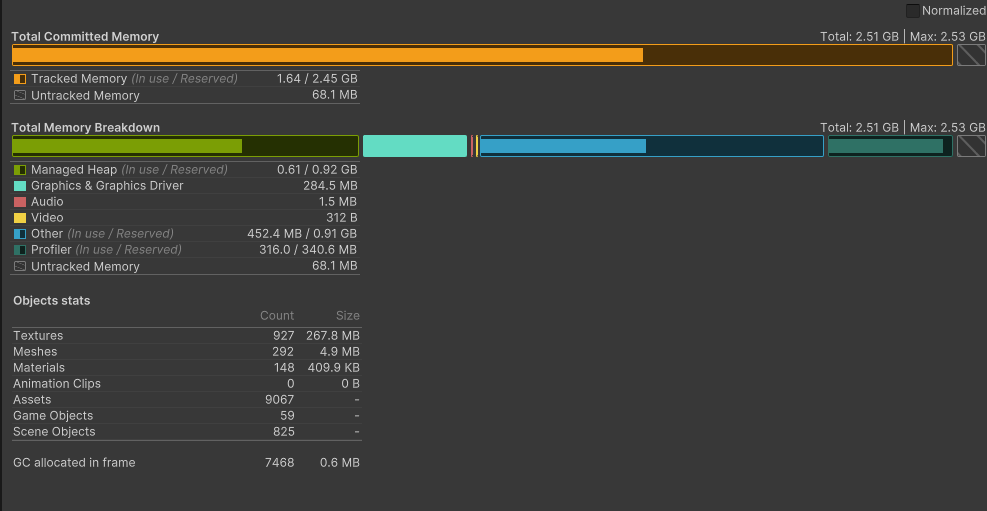 Normalized
Total Committed Memory Total: 2.51 GB | Max: 2.53 GB
Tracked Memory (In use / Reserved) 1.64 / 2.45 GB
Untracked Memory 68.1 MB
Total Memory Breakdown Total: 2.51 GB | Max: 2.53 GB
Managed Heap (In use / Reserved) 0.61 / 0.92 GB
Graphics & Graphics Driver 284.5 MB
Audio 1.5 MB
Video 312 B
Other (In use / Reserved) 452.4 MB / 0.91 GB
Profiler (In use / Reserved) 316.0 / 340.6 MB
Untracked Memory 68.1 MB
Objects stats
Count Size
Textures 927 267.8 MB
Meshes 292 4.9 MB
Materials 148 409.9 KB
Animation Clips 0 0 B
Assets 9067 -
Game Objects 59 -
Scene Objects 825 -
GC allocated in frame 7468 0.6 MB